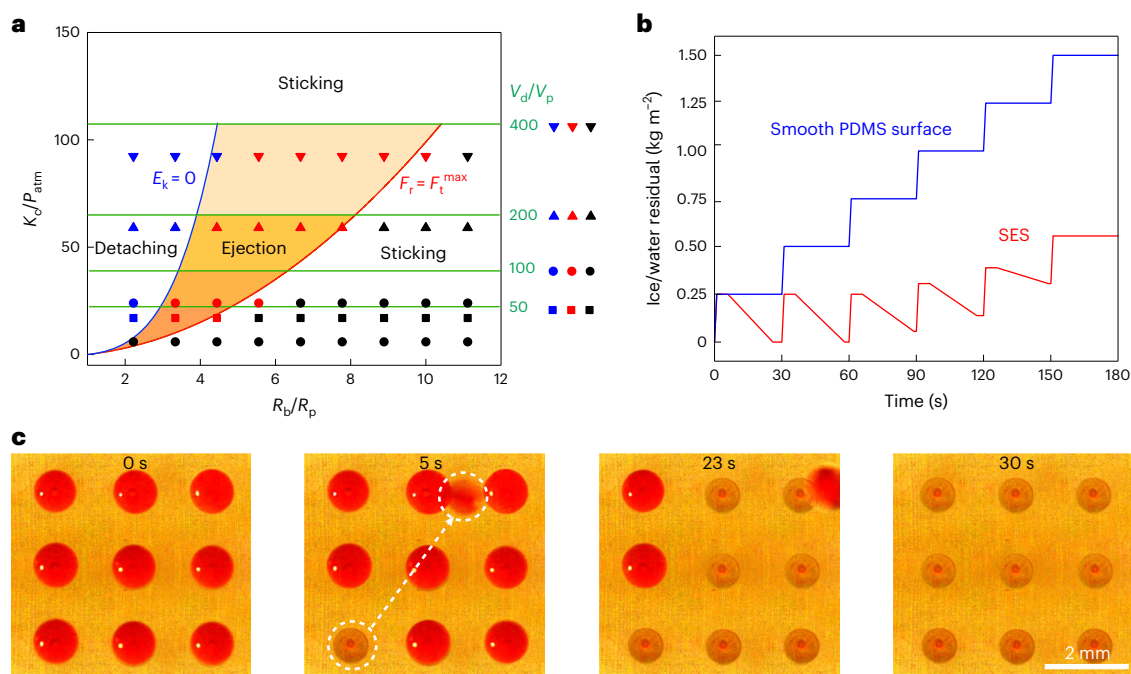 a
150
100
50
0
K_c/P_atm
2 4 6 8 10 12
R_b/R_p
Sticking
E_k = 0
F_r = F_t^max
Detaching
Ejection
Sticking
V_d/V_p
400
200
100
50
b
1.50
1.25
1.00
0.75
0.50
0.25
0
Ice/water residual (kg m⁻²)
Smooth PDMS surface
SES
0 30 60 90 120 150 180
Time (s)
c
0 s
5 s
23 s
30 s
2 mm